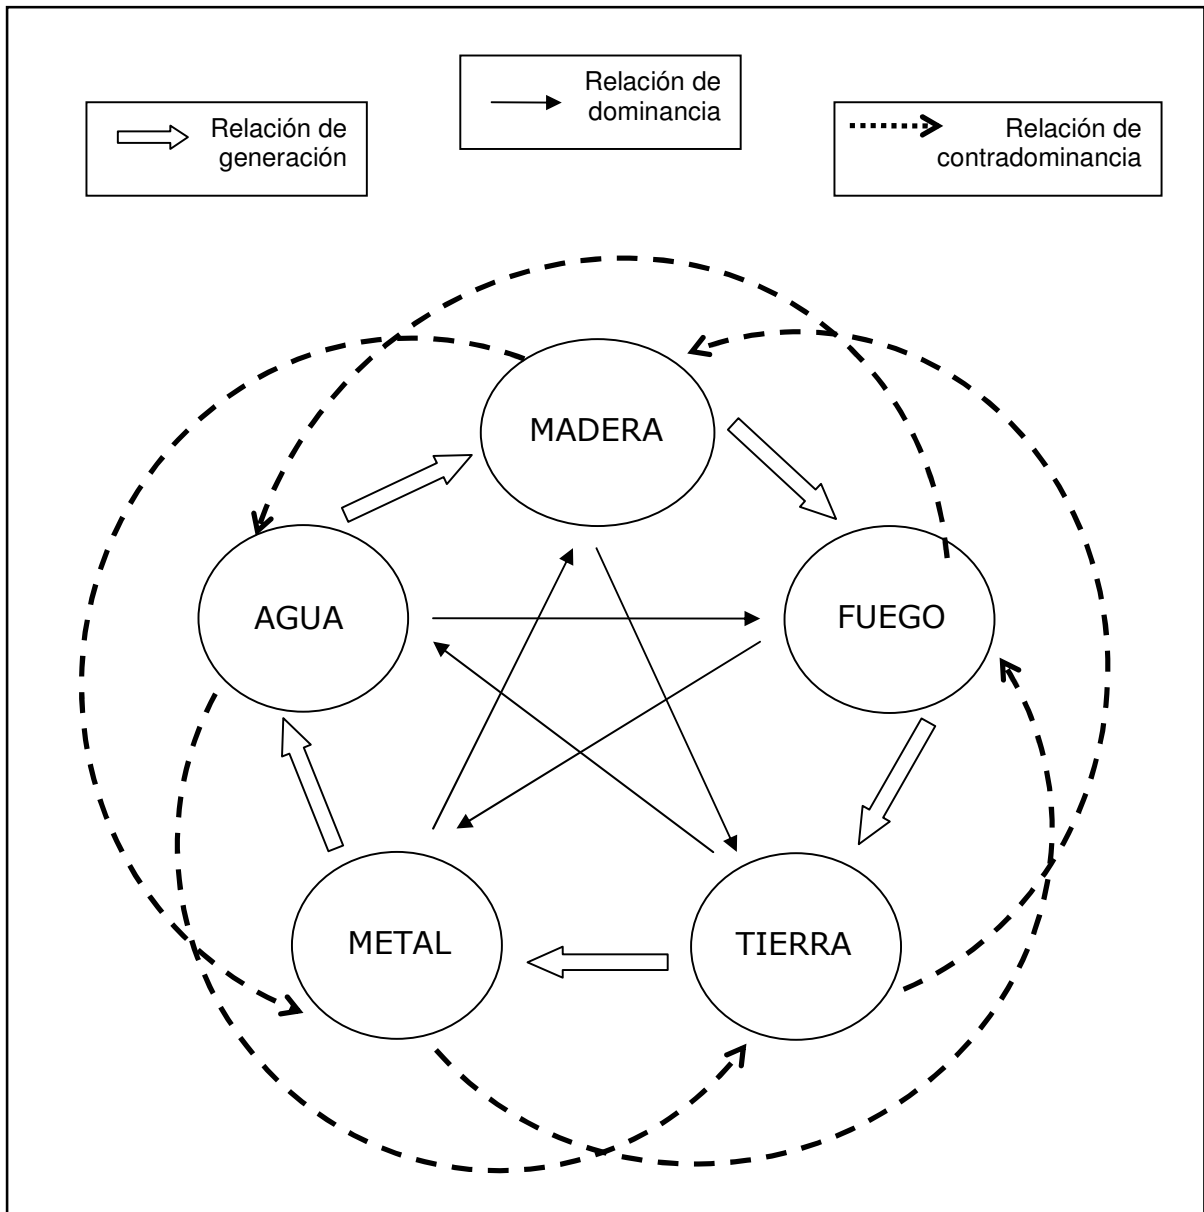 Relación de
generación
Relación de
dominancia
Relación de
contradominancia
MADERA
AGUA
FUEGO
METAL
TIERRA